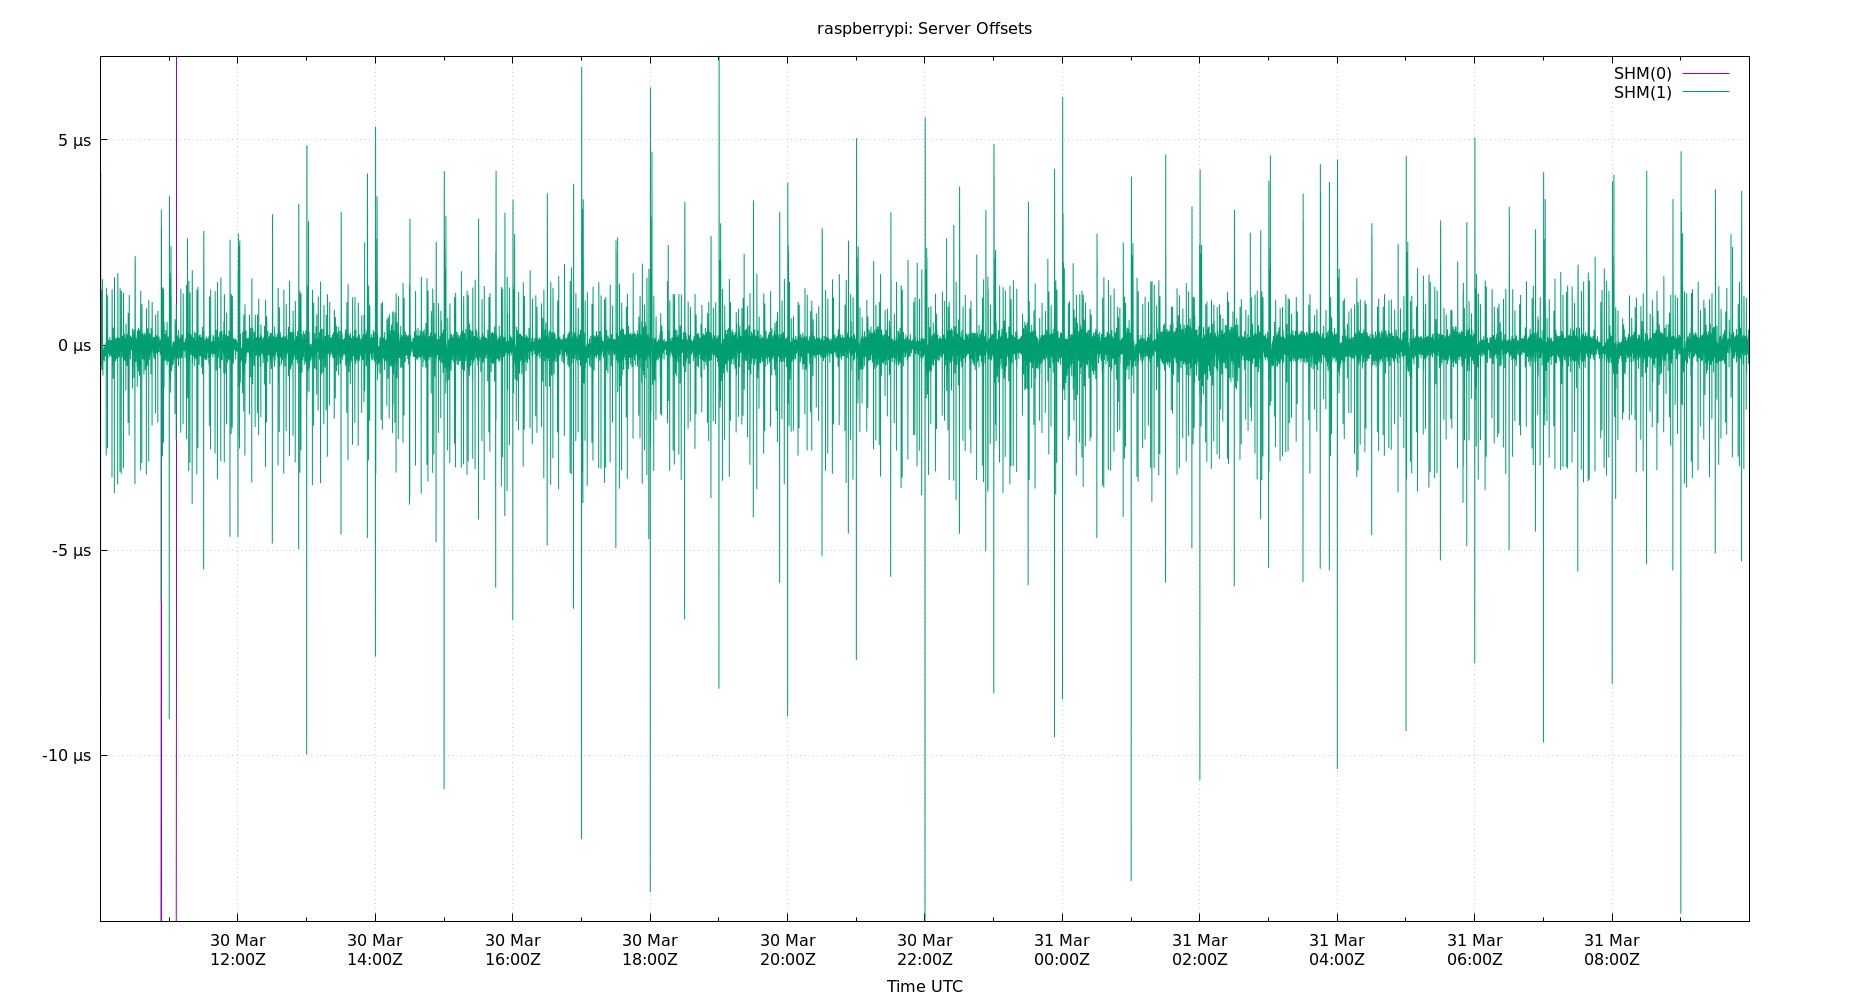 raspberrypi: Server Offsets
SHM(0)
SHM(1)
5 µs
0 µs
-5 µs
-10 µs
30 Mar 30 Mar 30 Mar 30 Mar 30 Mar 30 Mar 31 Mar 31 Mar 31 Mar 31 Mar 31 Mar
12:00Z 14:00Z 16:00Z 18:00Z 20:00Z 22:00Z 00:00Z 02:00Z 04:00Z 06:00Z 08:00Z
Time UTC